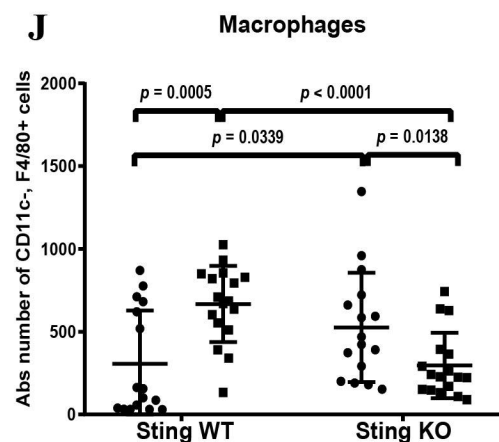 J
Macrophages
Abs number of CD11c-, F4/80+ cells
2000
1500
1000
500
0
p = 0.0005
p < 0.0001
p = 0.0339
p = 0.0138
Sting WT
Sting KO